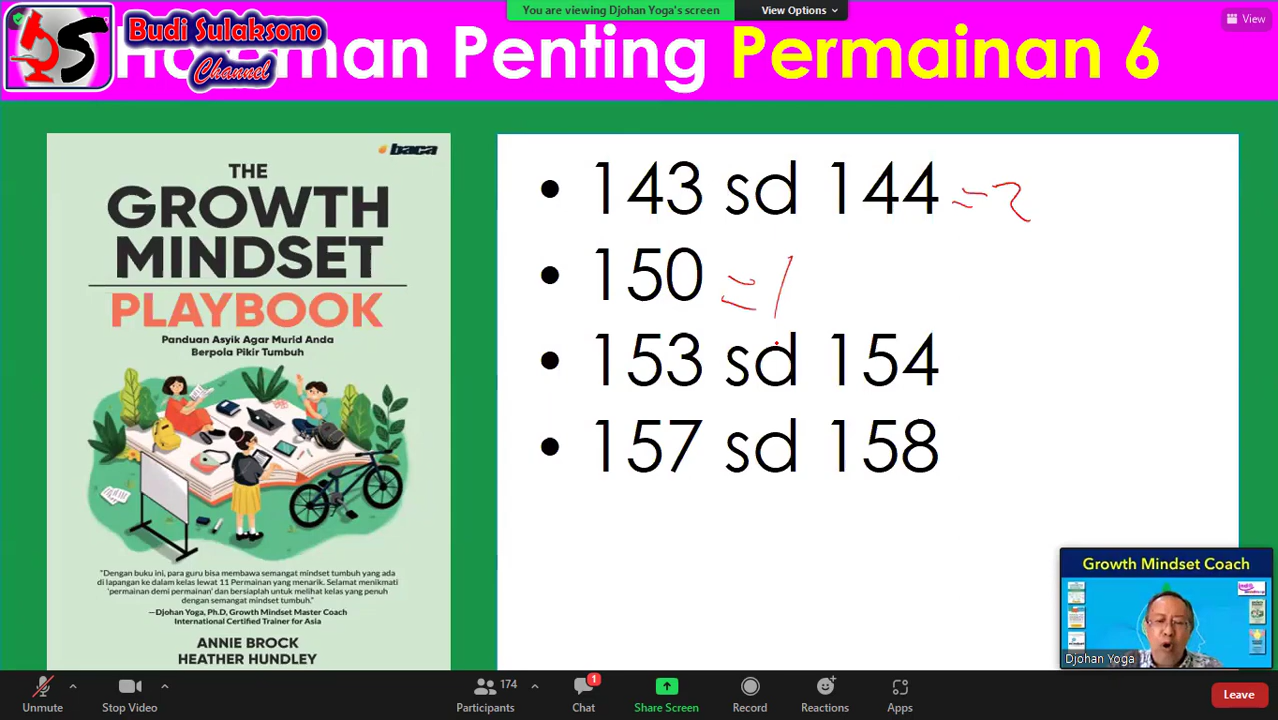 You are viewing Djohan Yoga's screen
View Options
View
Budi Sulaksono
Channel
Penting Permainan 6
baca
THE
GROWTH
MINDSET
PLAYBOOK
Panduan Asyik Agar Murid Anda
Berpola Pikir Tumbuh
"Dengan buku ini, para guru bisa membawa semangat mindset tumbuh yang ada
di lapangan ke dalam kelas lewat 11 Permainan yang menarik. Selamat menikmati
'permainan demi permainan' dan bersiaplah untuk melihat kelas yang penuh
dengan semangat mindset tumbuh."
—Djohan Yoga, Ph.D, Growth Mindset Master Coach
International Certified Trainer for Asia
ANNIE BROCK
HEATHER HUNDLEY
• 143 sd 144 =2
• 150 =1
• 153 sd 154
• 157 sd 158
Growth Mindset Coach
Djohan Yoga
Unmute
Stop Video
174
Participants
1
Chat
Share Screen
Record
Reactions
Apps
Leave